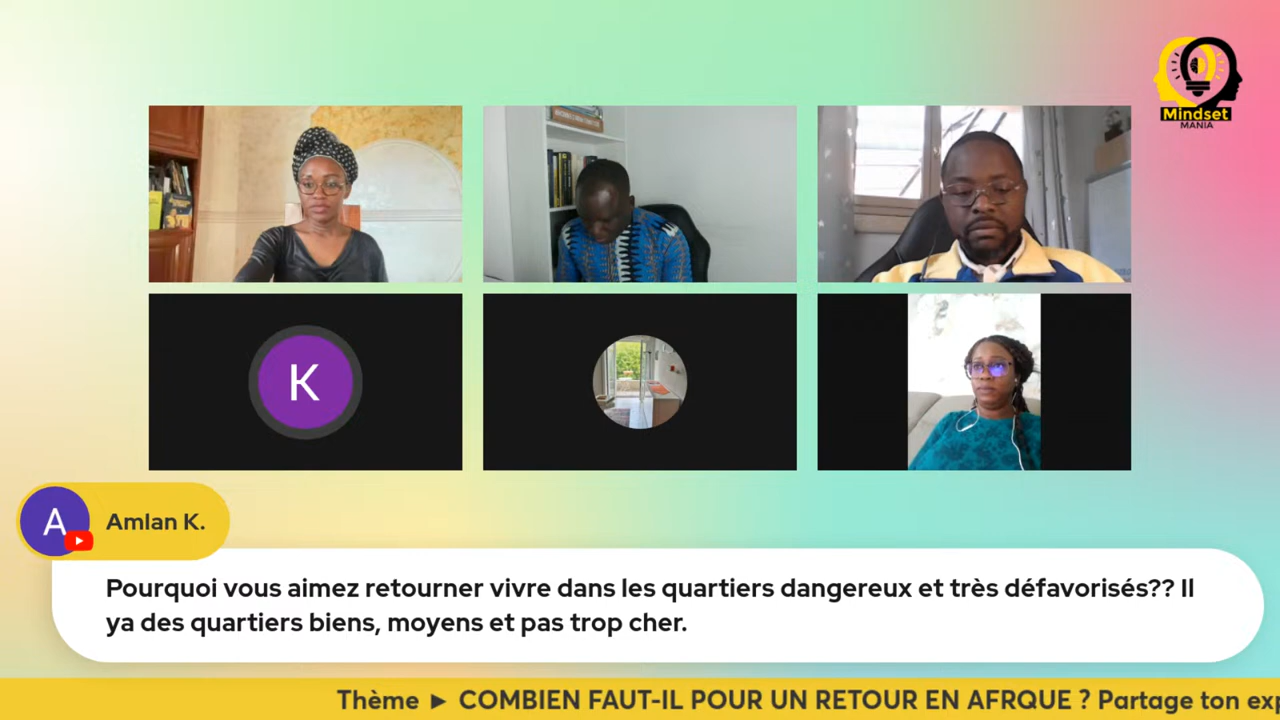 Mindset
MANIA
K
A
Amlan K.
Pourquoi vous aimez retourner vivre dans les quartiers dangereux et très défavorisés?? Il
ya des quartiers biens, moyens et pas trop cher.
Thème ► COMBIEN FAUT-IL POUR UN RETOUR EN AFRQUE ? Partage ton exp